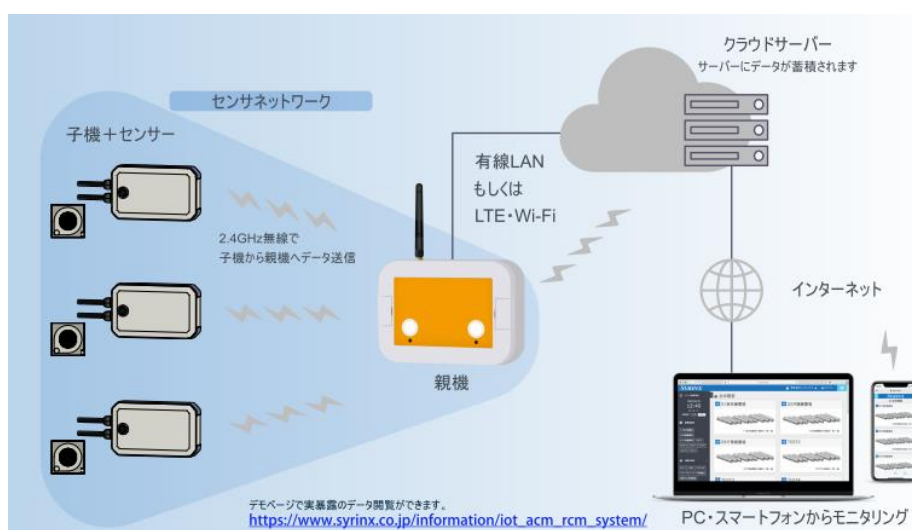 クラウドサーバー
サーバーにデータが蓄積されます
センサネットワーク
子機＋センサー
有線LAN
もしくは
LTE・Wi-Fi
2.4GHz無線で
子機から親機へデータ送信
インターネット
親機
SYRINX
デモページで実暴露のデータ閲覧ができます。
https://www.syrinx.co.jp/information/iot_acm_rcm_system/
PC・スマートフォンからモニタリング